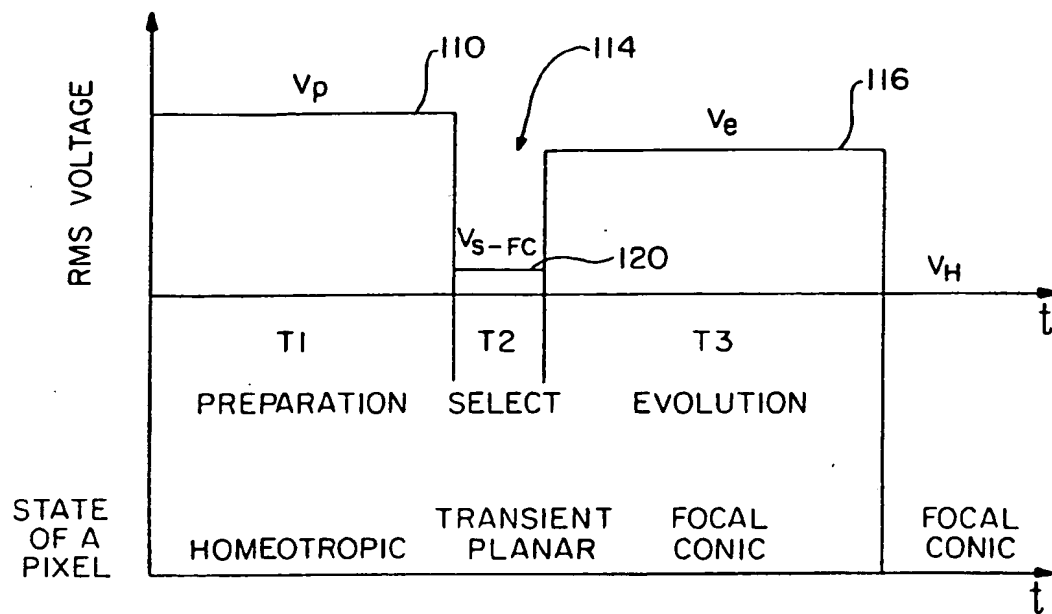 110
114
116
Vp
Ve
RMS VOLTAGE
VS-FC
120
VH
t
T1
T2
T3
PREPARATION
SELECT
EVOLUTION
STATE
OF A
PIXEL
HOMEOTROPIC
TRANSIENT
PLANAR
FOCAL
CONIC
FOCAL
CONIC
t